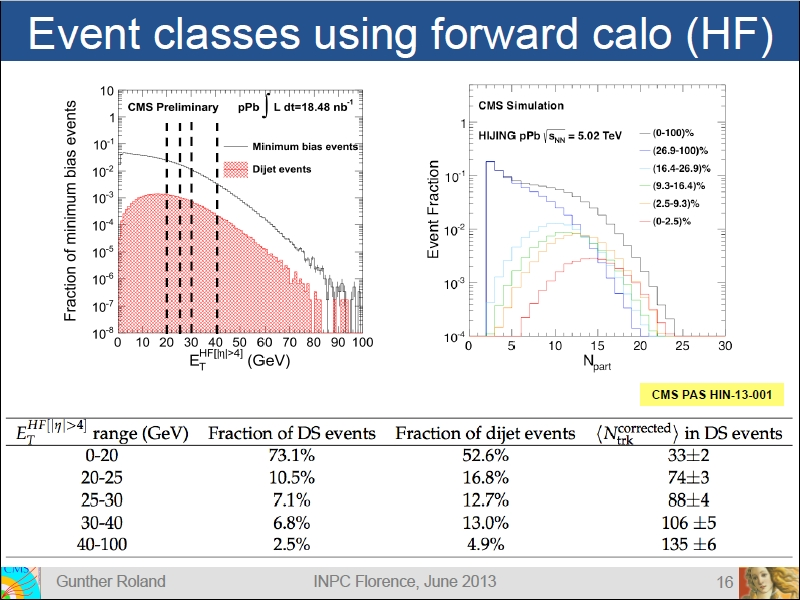 Event classes using forward calo (HF)
CMS Preliminary pPb ∫ L dt=18.48 nb⁻¹
Minimum bias events
Dijet events
Fraction of minimum bias events
10
1
10⁻¹
10⁻²
10⁻³
10⁻⁴
10⁻⁵
10⁻⁶
10⁻⁷
10⁻⁸
0 10 20 30 40 50 60 70 80 90 100
E_T^HF[|η|>4] (GeV)
CMS Simulation
HIJING pPb √s_NN = 5.02 TeV
(0-100)%
(26.9-100)%
(16.4-26.9)%
(9.3-16.4)%
(2.5-9.3)%
(0-2.5)%
Event Fraction
1
10⁻¹
10⁻²
10⁻³
10⁻⁴
0 5 10 15 20 25 30
N_part
CMS PAS HIN-13-001
E_T^HF[|η|>4] range (GeV) Fraction of DS events Fraction of dijet events ⟨N_trk^corrected⟩ in DS events
0-20 73.1% 52.6% 33±2
20-25 10.5% 16.8% 74±3
25-30 7.1% 12.7% 88±4
30-40 6.8% 13.0% 106 ±5
40-100 2.5% 4.9% 135 ±6
CMS
Gunther Roland INPC Florence, June 2013 16